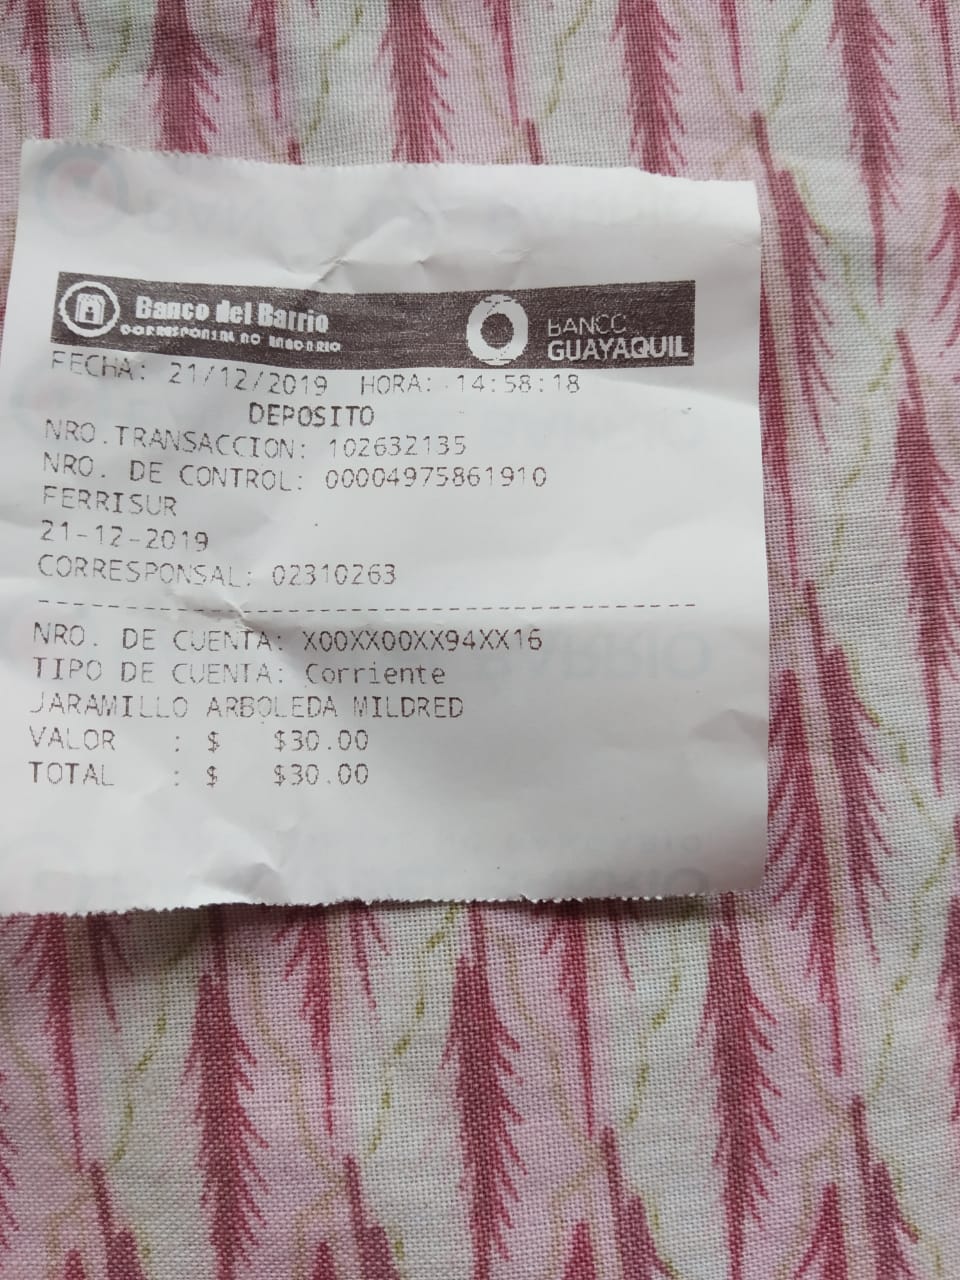 Banco del Barrio
CORRESPONSAL NO BANCARIO
BANCO
GUAYAQUIL
FECHA: 21/12/2019 HORA: 14:58:18
DEPOSITO
NRO.TRANSACCION: 102632135
NRO. DE CONTROL: 00004975861910
FERRISUR
21-12-2019
CORRESPONSAL: 02310263
NRO. DE CUENTA: X00XX00XX94XX16
TIPO DE CUENTA: Corriente
JARAMILLO ARBOLEDA MILDRED
VALOR : $ $30.00
TOTAL : $ $30.00